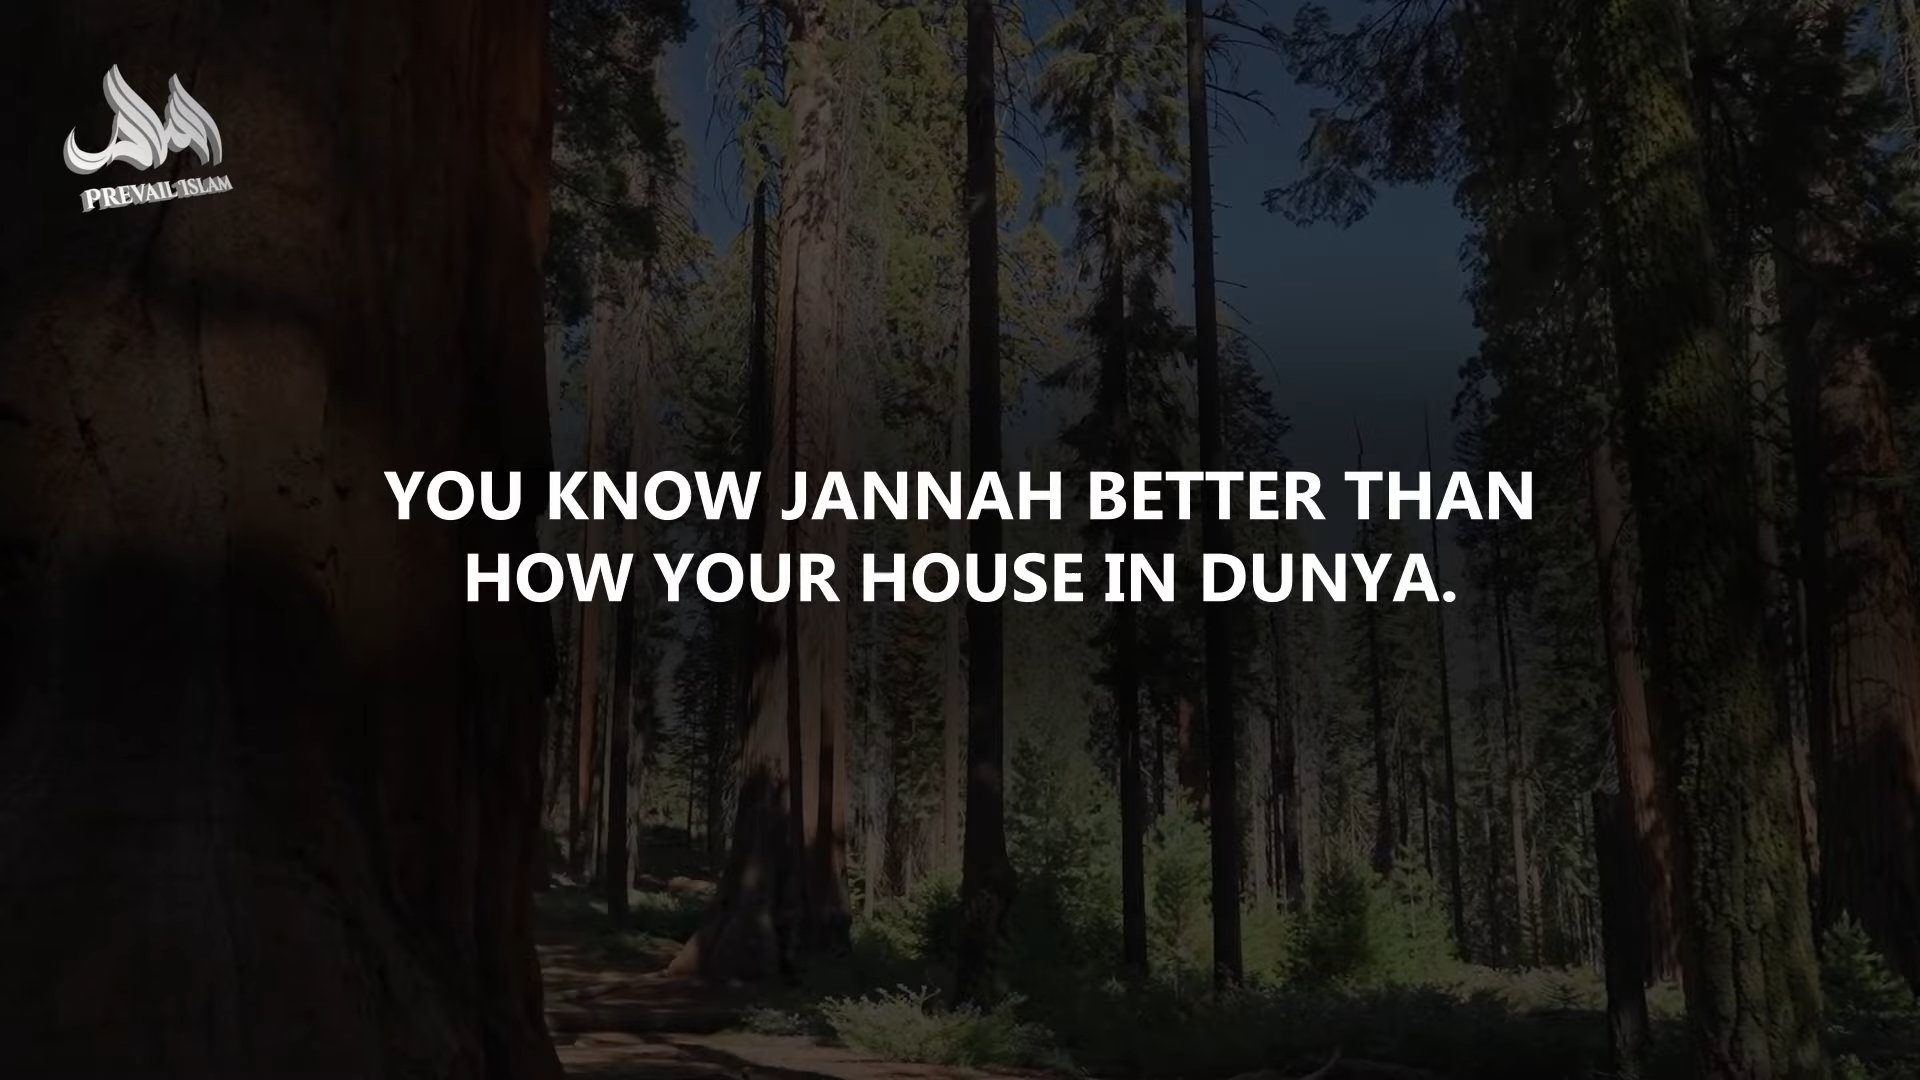 PREVAIL ISLAM
YOU KNOW JANNAH BETTER THAN
HOW YOUR HOUSE IN DUNYA.